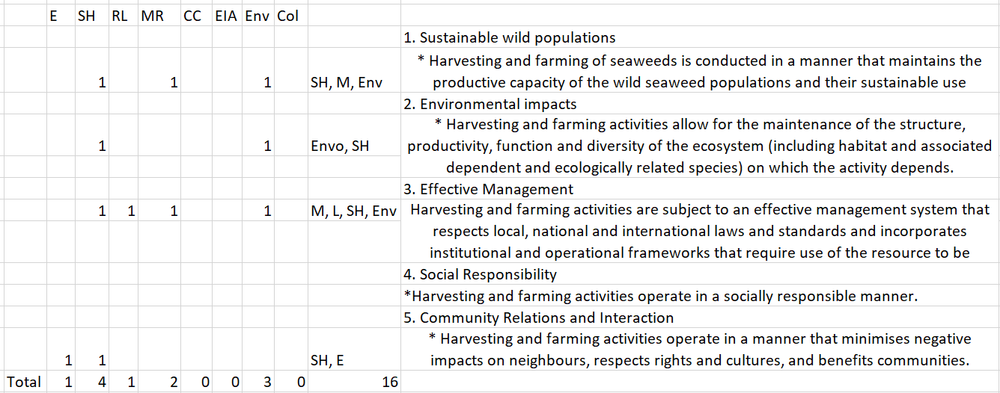 E SH RL MR CC EIA Env Col
1. Sustainable wild populations
* Harvesting and farming of seaweeds is conducted in a manner that maintains the
1 1 1 SH, M, Env productive capacity of the wild seaweed populations and their sustainable use
2. Environmental impacts
* Harvesting and farming activities allow for the maintenance of the structure,
1 1 Envo, SH productivity, function and diversity of the ecosystem (including habitat and associated
dependent and ecologically related species) on which the activity depends.
3. Effective Management
1 1 1 1 M, L, SH, Env Harvesting and farming activities are subject to an effective management system that
respects local, national and international laws and standards and incorporates
institutional and operational frameworks that require use of the resource to be
4. Social Responsibility
*Harvesting and farming activities operate in a socially responsible manner.
5. Community Relations and Interaction
* Harvesting and farming activities operate in a manner that minimises negative
1 1 SH, E impacts on neighbours, respects rights and cultures, and benefits communities.
Total 1 4 1 2 0 0 3 0 16